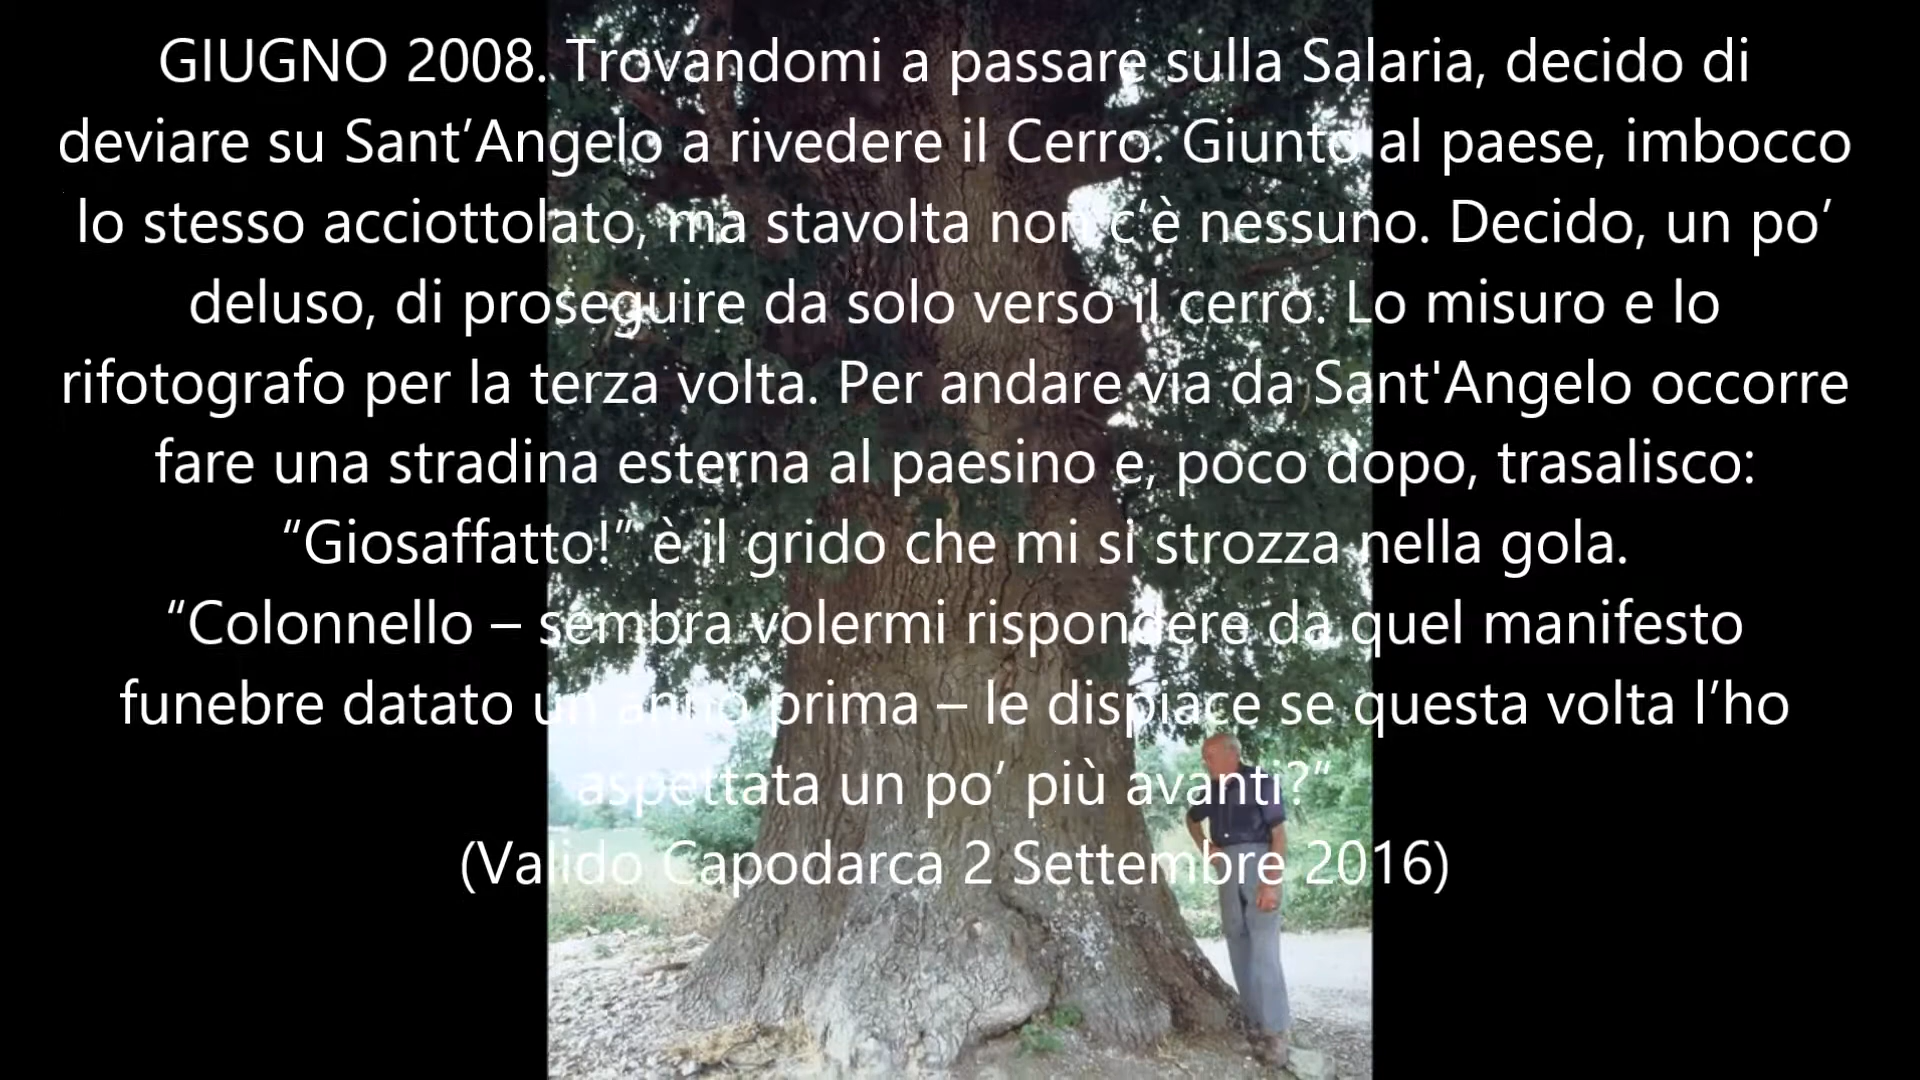 GIUGNO 2008. Trovandomi a passare sulla Salaria, decido di
deviare su Sant’Angelo a rivedere il Cerro. Giunto al paese, imbocco
lo stesso acciottolato, ma stavolta non c’è nessuno. Decido, un po’
deluso, di proseguire da solo verso il cerro. Lo misuro e lo
rifotografo per la terza volta. Per andare via da Sant'Angelo occorre
fare una stradina esterna al paesino e, poco dopo, trasalisco:
“Giosaffatto!” è il grido che mi si strozza nella gola.
“Colonnello – sembra volermi rispondere da quel manifesto
funebre datato un anno prima – le dispiace se questa volta l’ho
aspettata un po’ più avanti?”
(Valido Capodarca 2 Settembre 2016)